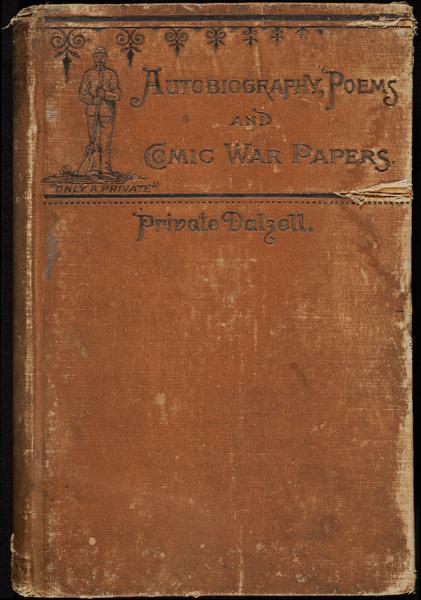 AUTOBIOGRAPHY, POEMS
AND
COMIC WAR PAPERS.
"ONLY A PRIVATE"
Private Dalzell.